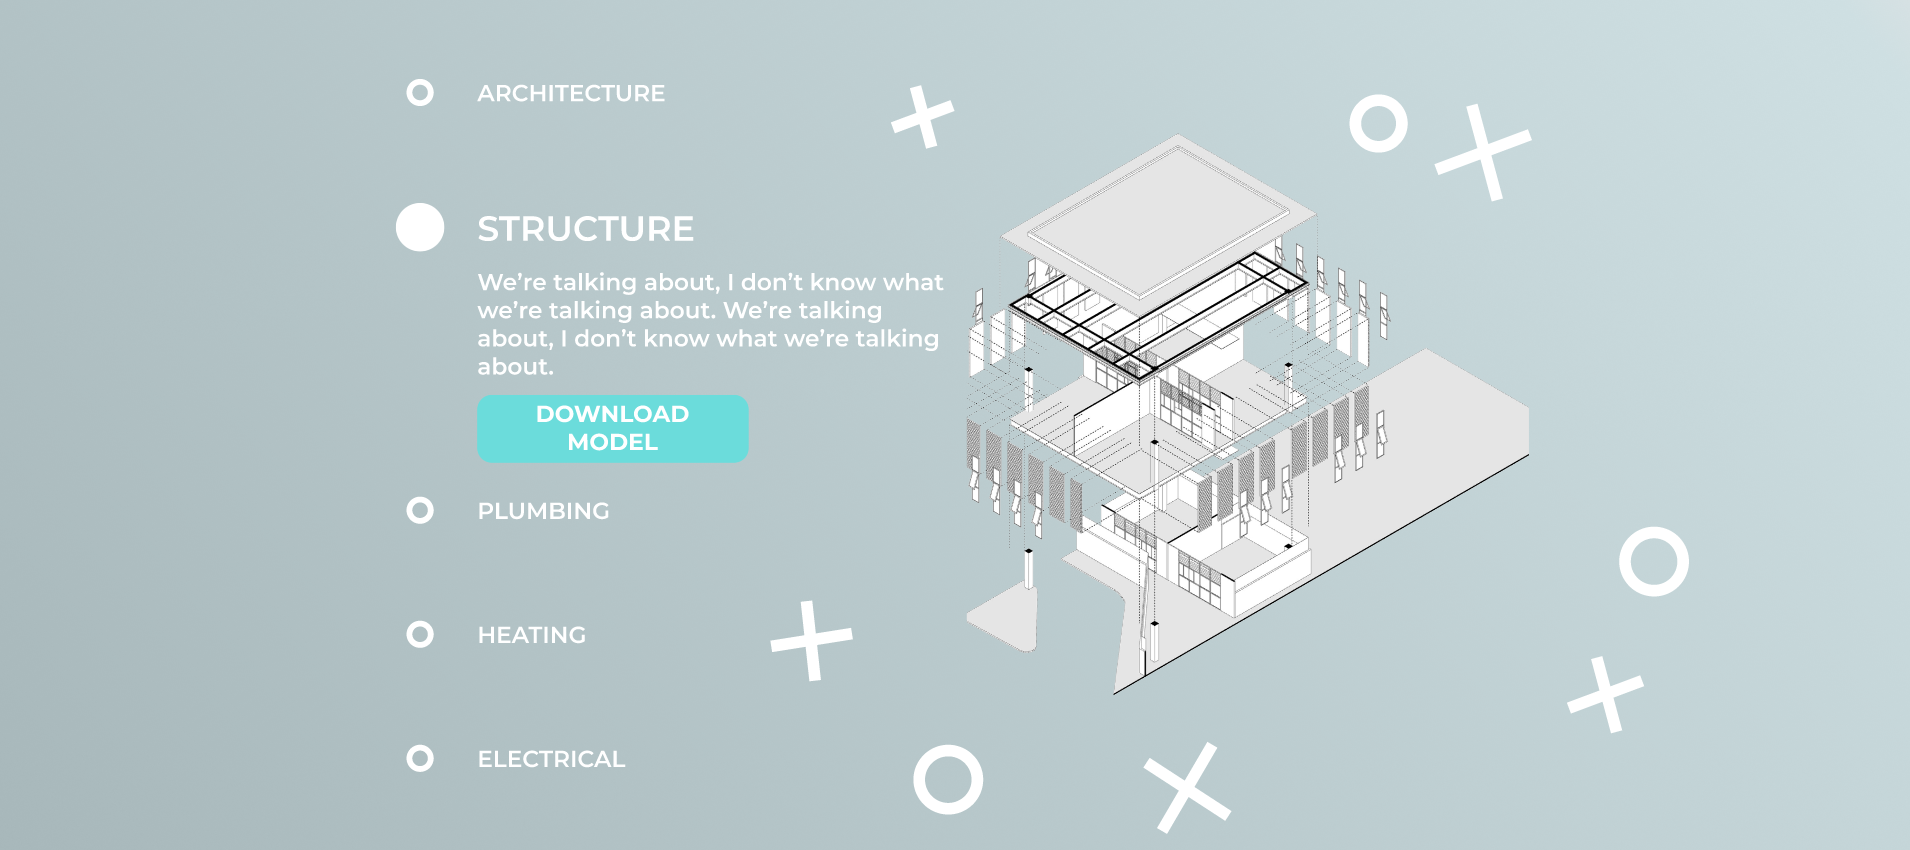 ARCHITECTURE
STRUCTURE
We’re talking about, I don’t know what
we’re talking about. We’re talking
about, I don’t know what we’re talking
about.
DOWNLOAD
MODEL
PLUMBING
HEATING
ELECTRICAL